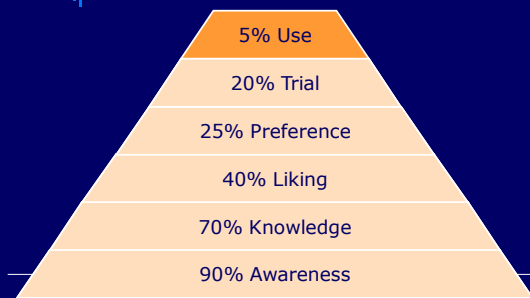 5% Use
20% Trial
25% Preference
40% Liking
70% Knowledge
90% Awareness